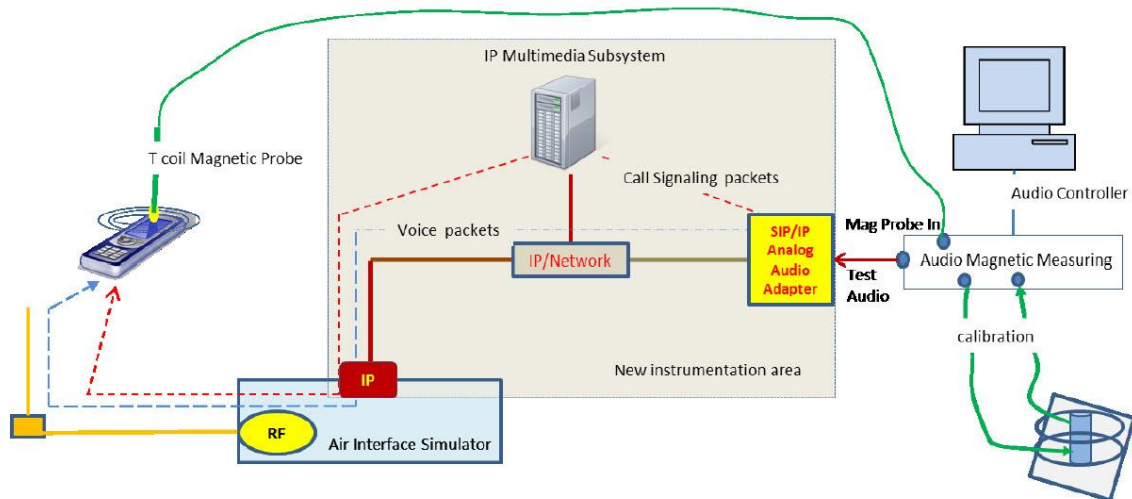 IP Multimedia Subsystem
T coil Magnetic Probe
Call Signaling packets
Audio Controller
Voice packets
IP/Network
SIP/IP
Analog
Audio
Adapter
Mag Probe In
Test
Audio
Audio Magnetic Measuring
calibration
New instrumentation area
IP
RF
Air Interface Simulator